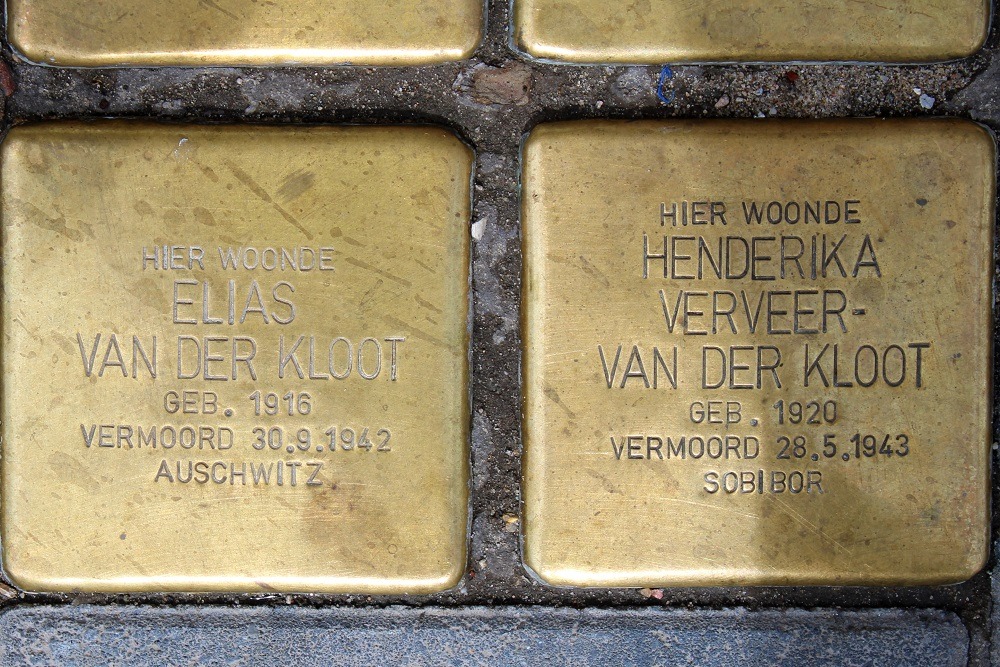 HIER WOONDE
ELIAS
VAN DER KLOOT
GEB. 1916
VERMOORD 30.9.1942
AUSCHWITZ
HIER WOONDE
HENDERIKA
VERVEER-
VAN DER KLOOT
GEB. 1920
VERMOORD 28.5.1943
SOBIBOR